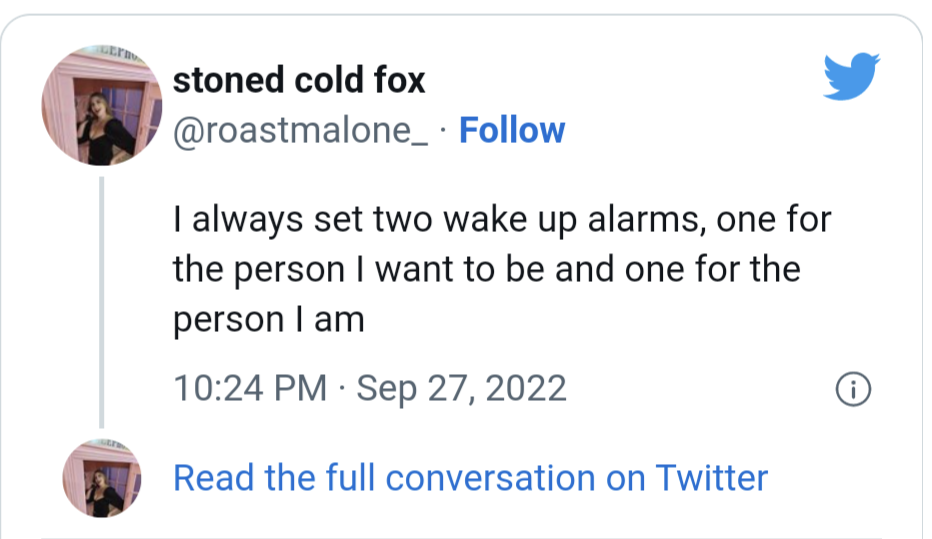 stoned cold fox
@roastmalone_ · Follow
I always set two wake up alarms, one for
the person I want to be and one for the
person I am
10:24 PM · Sep 27, 2022
Read the full conversation on Twitter